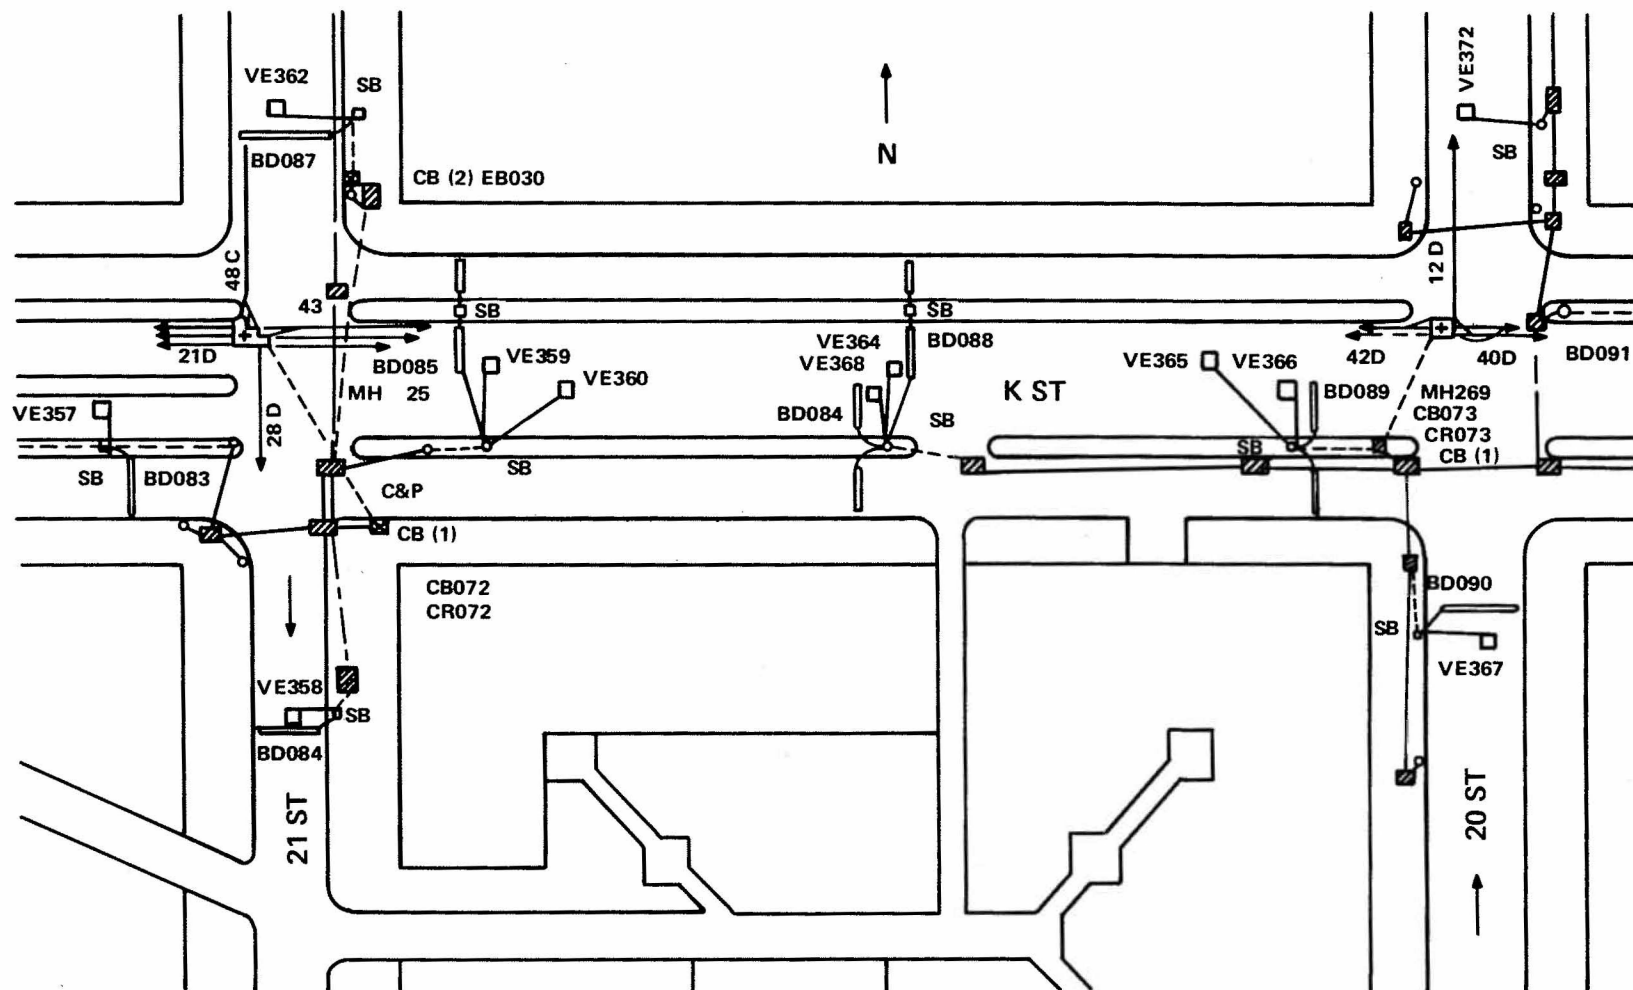 VE362
SB
BD087
CB (2) EB030
N
VE372
SB
48C
43
21D
28 D
SB
BD085
VE359
VE360
MH 25
VE364
VE368
SB
BD088
K ST
VE365
VE366
12 D
42D
40D
BD091
VE357
SB
BD083
BD084
SB
BD089
MH269
CB073
CR073
CB (1)
SB
SB
C&P
CB (1)
CB072
CR072
BD090
SB
VE367
VE358
SB
BD084
21 ST
20 ST